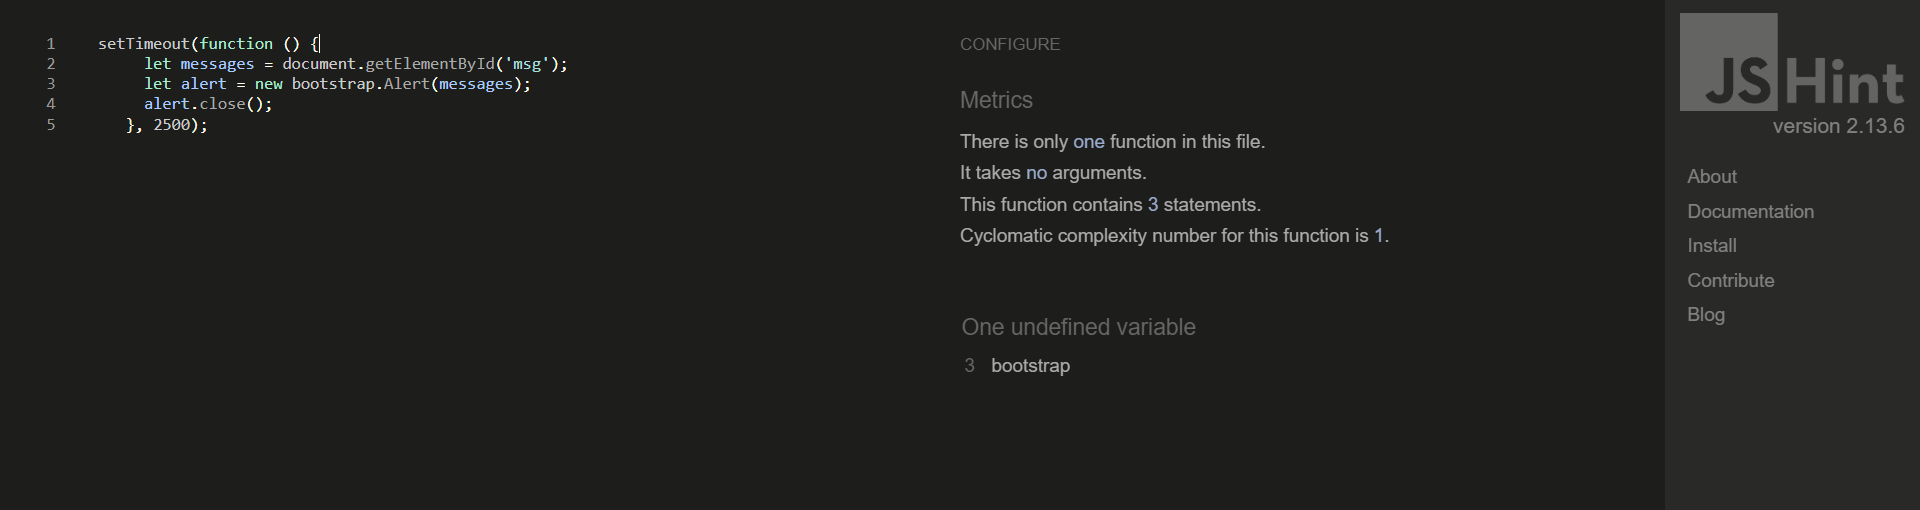 1 setTimeout(function () {
2 let messages = document.getElementById('msg');
3 let alert = new bootstrap.Alert(messages);
4 alert.close();
5 }, 2500);
CONFIGURE
Metrics
There is only one function in this file.
It takes no arguments.
This function contains 3 statements.
Cyclomatic complexity number for this function is 1.
One undefined variable
3 bootstrap
JSHint
version 2.13.6
About
Documentation
Install
Contribute
Blog